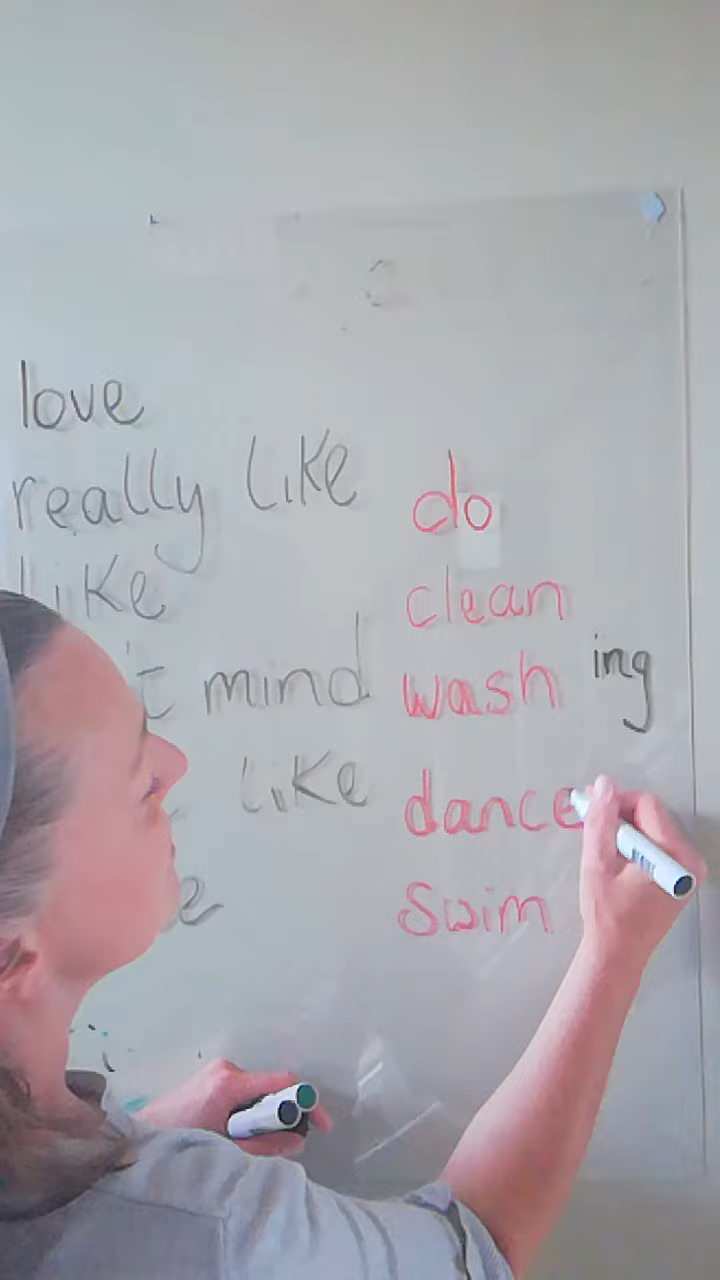 love
really like do
like clean
mind wash ing
like dance
swim